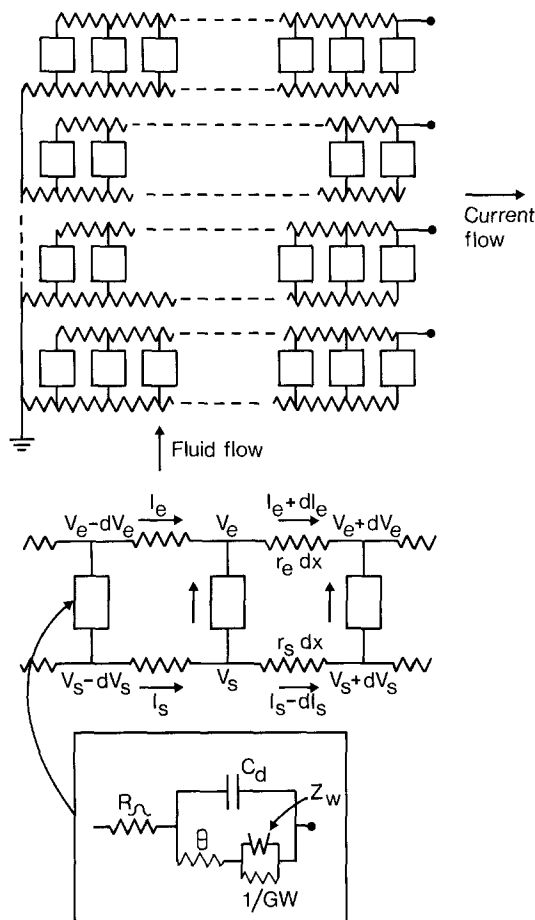 Current
flow
Fluid flow
V_e-dV_e
I_e
V_e
I_e+dI_e
V_e+dV_e
r_e dx
r_s dx
V_s-dV_s
I_s
V_s
I_s-dI_s
V_s+dV_s
C_d
R_Ω
Z_W
W
θ
1/GW